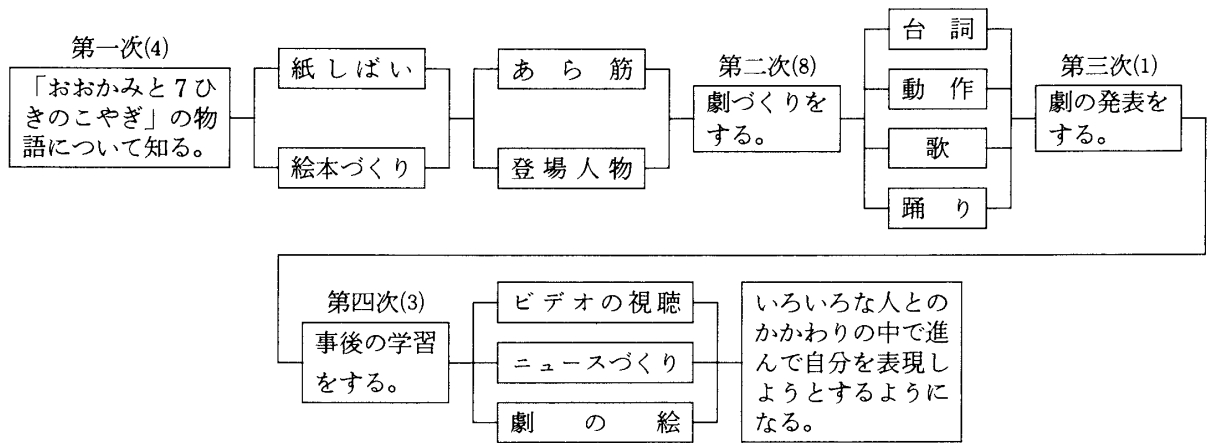 第一次(4)
「おおかみと7ひ
きのこやぎ」の物
語について知る。
紙しばい
絵本づくり
あら筋
登場人物
第二次(8)
劇づくりを
する。
台詞
動作
歌
踊り
第三次(1)
劇の発表を
する。
第四次(3)
事後の学習
をする。
ビデオの視聴
ニュースづくり
劇の絵
いろいろな人との
かかわりの中で進
んで自分を表現し
ようとするように
なる。